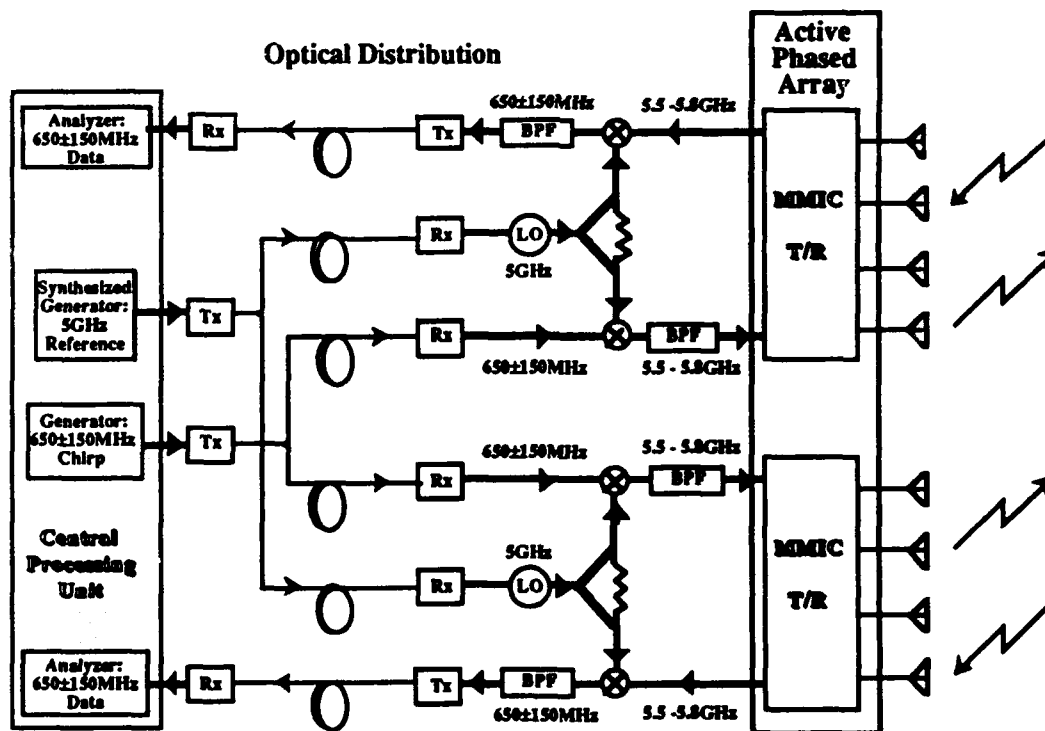 Optical Distribution
Active
Phased
Array
Analyzer:
650±150MHz
Data
Rx
Tx
650±150MHz
BPF
5.5 -5.8GHz
Rx
LO
5GHz
MMIC
T/R
Synthesized
Generator:
5GHz
Reference
Tx
Rx
650±150MHz
BPF
5.5 - 5.8GHz
Generator:
650±150MHz
Chirp
Tx
Rx
650±150MHz
5.5 - 5.8GHz
BPF
Central
Processing
Unit
Rx
5GHz
LO
MMIC
T/R
Analyzer:
650±150MHz
Data
Rx
Tx
BPF
650±150MHz
5.5 -5.8GHz